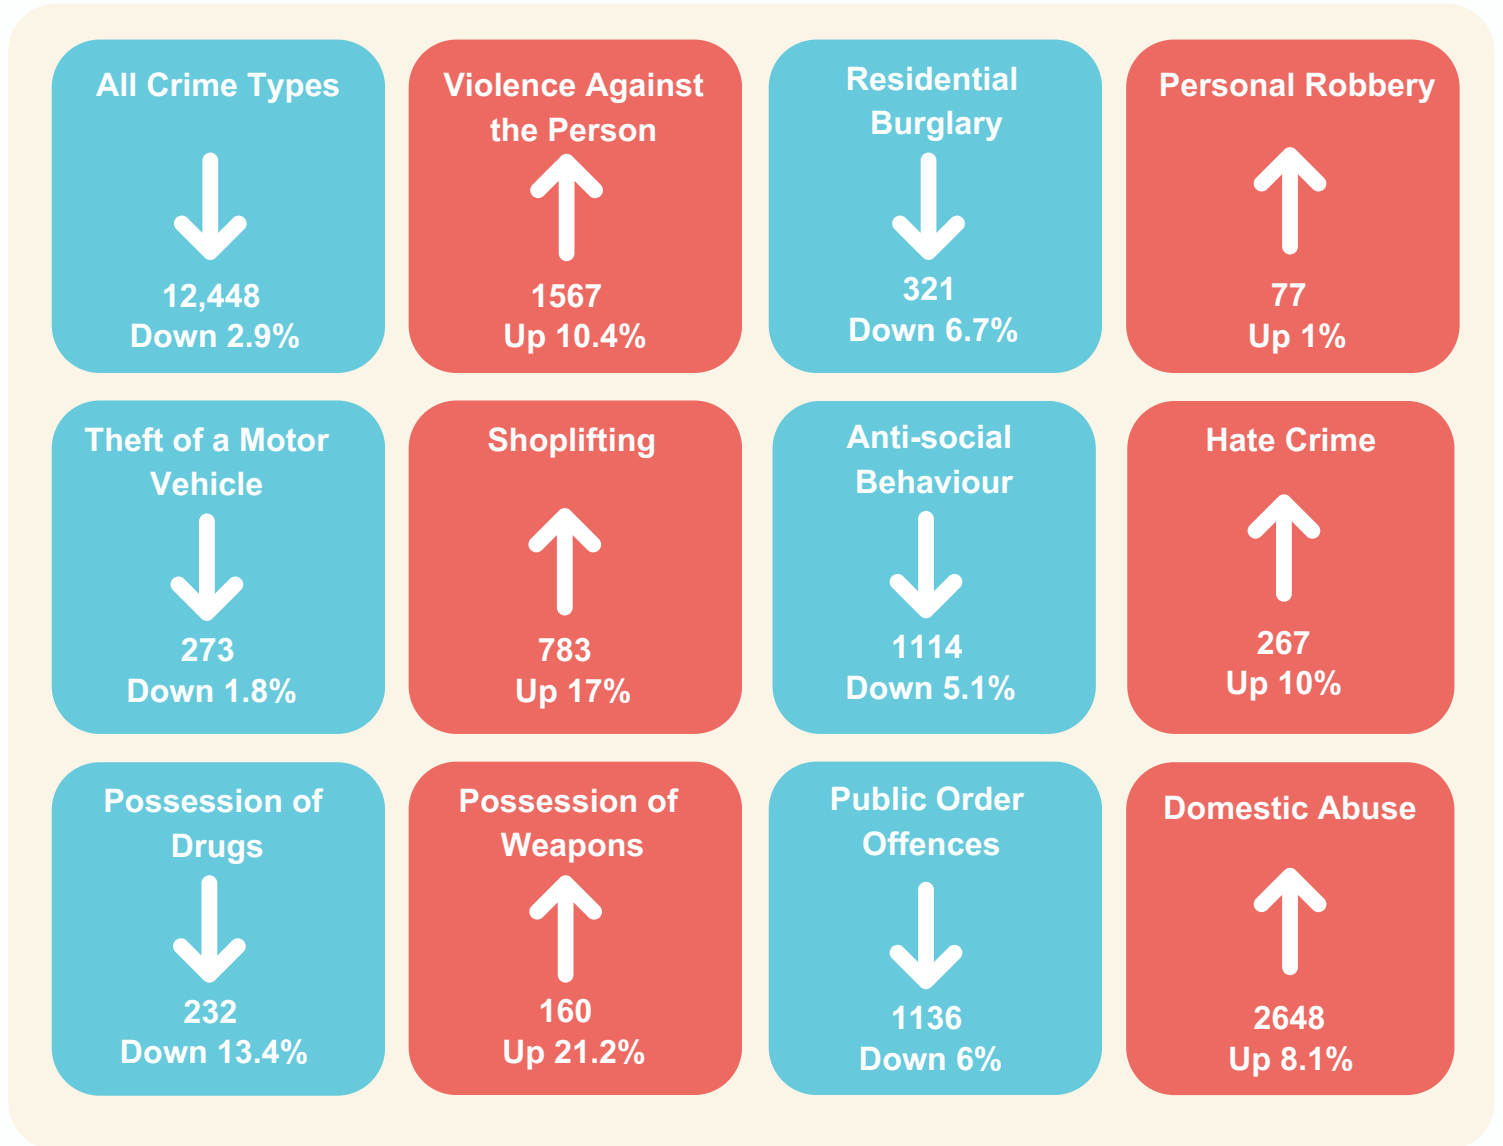 All Crime Types
12,448
Down 2.9%
Violence Against
the Person
1567
Up 10.4%
Residential
Burglary
321
Down 6.7%
Personal Robbery
77
Up 1%
Theft of a Motor
Vehicle
273
Down 1.8%
Shoplifting
783
Up 17%
Anti-social
Behaviour
1114
Down 5.1%
Hate Crime
267
Up 10%
Possession of
Drugs
232
Down 13.4%
Possession of
Weapons
160
Up 21.2%
Public Order
Offences
1136
Down 6%
Domestic Abuse
2648
Up 8.1%